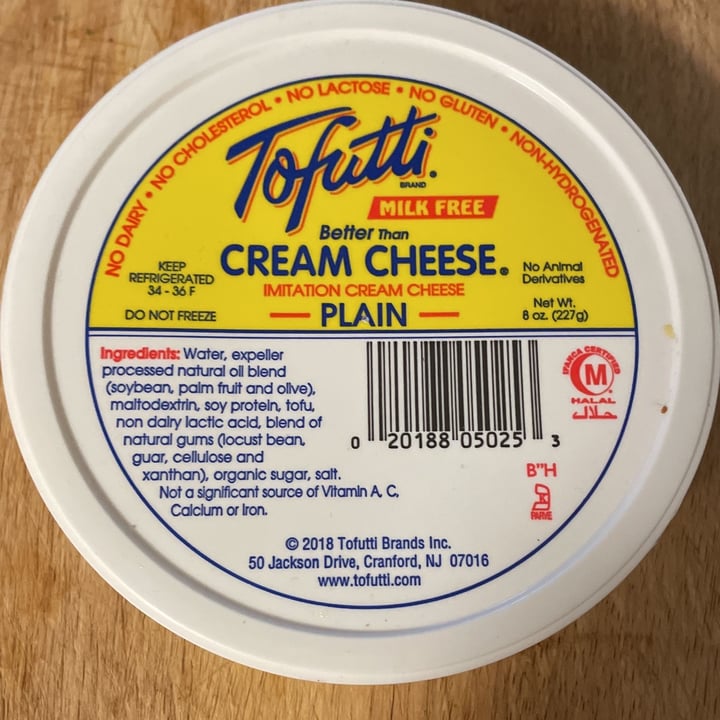 NO DAIRY • NO CHOLESTEROL • NO LACTOSE • NO GLUTEN • NON-HYDROGENATED
Tofutti®
BRAND
MILK FREE
Better Than
CREAM CHEESE®
IMITATION CREAM CHEESE
PLAIN
KEEP
REFRIGERATED
34 - 36 F
DO NOT FREEZE
No Animal
Derivatives
Net Wt.
8 oz. (227g)
Ingredients: Water, expeller
processed natural oil blend
(soybean, palm fruit and olive),
maltodextrin, soy protein, tofu,
non dairy lactic acid, blend of
natural gums (locust bean,
guar, cellulose and
xanthan), organic sugar, salt.
Not a significant source of Vitamin A, C,
Calcium or Iron.
0 20188 05025 3
IFANCA CERTIFIED
M®
HALAL
حلال
B"H
K
PARVE
© 2018 Tofutti Brands Inc.
50 Jackson Drive, Cranford, NJ 07016
www.tofutti.com